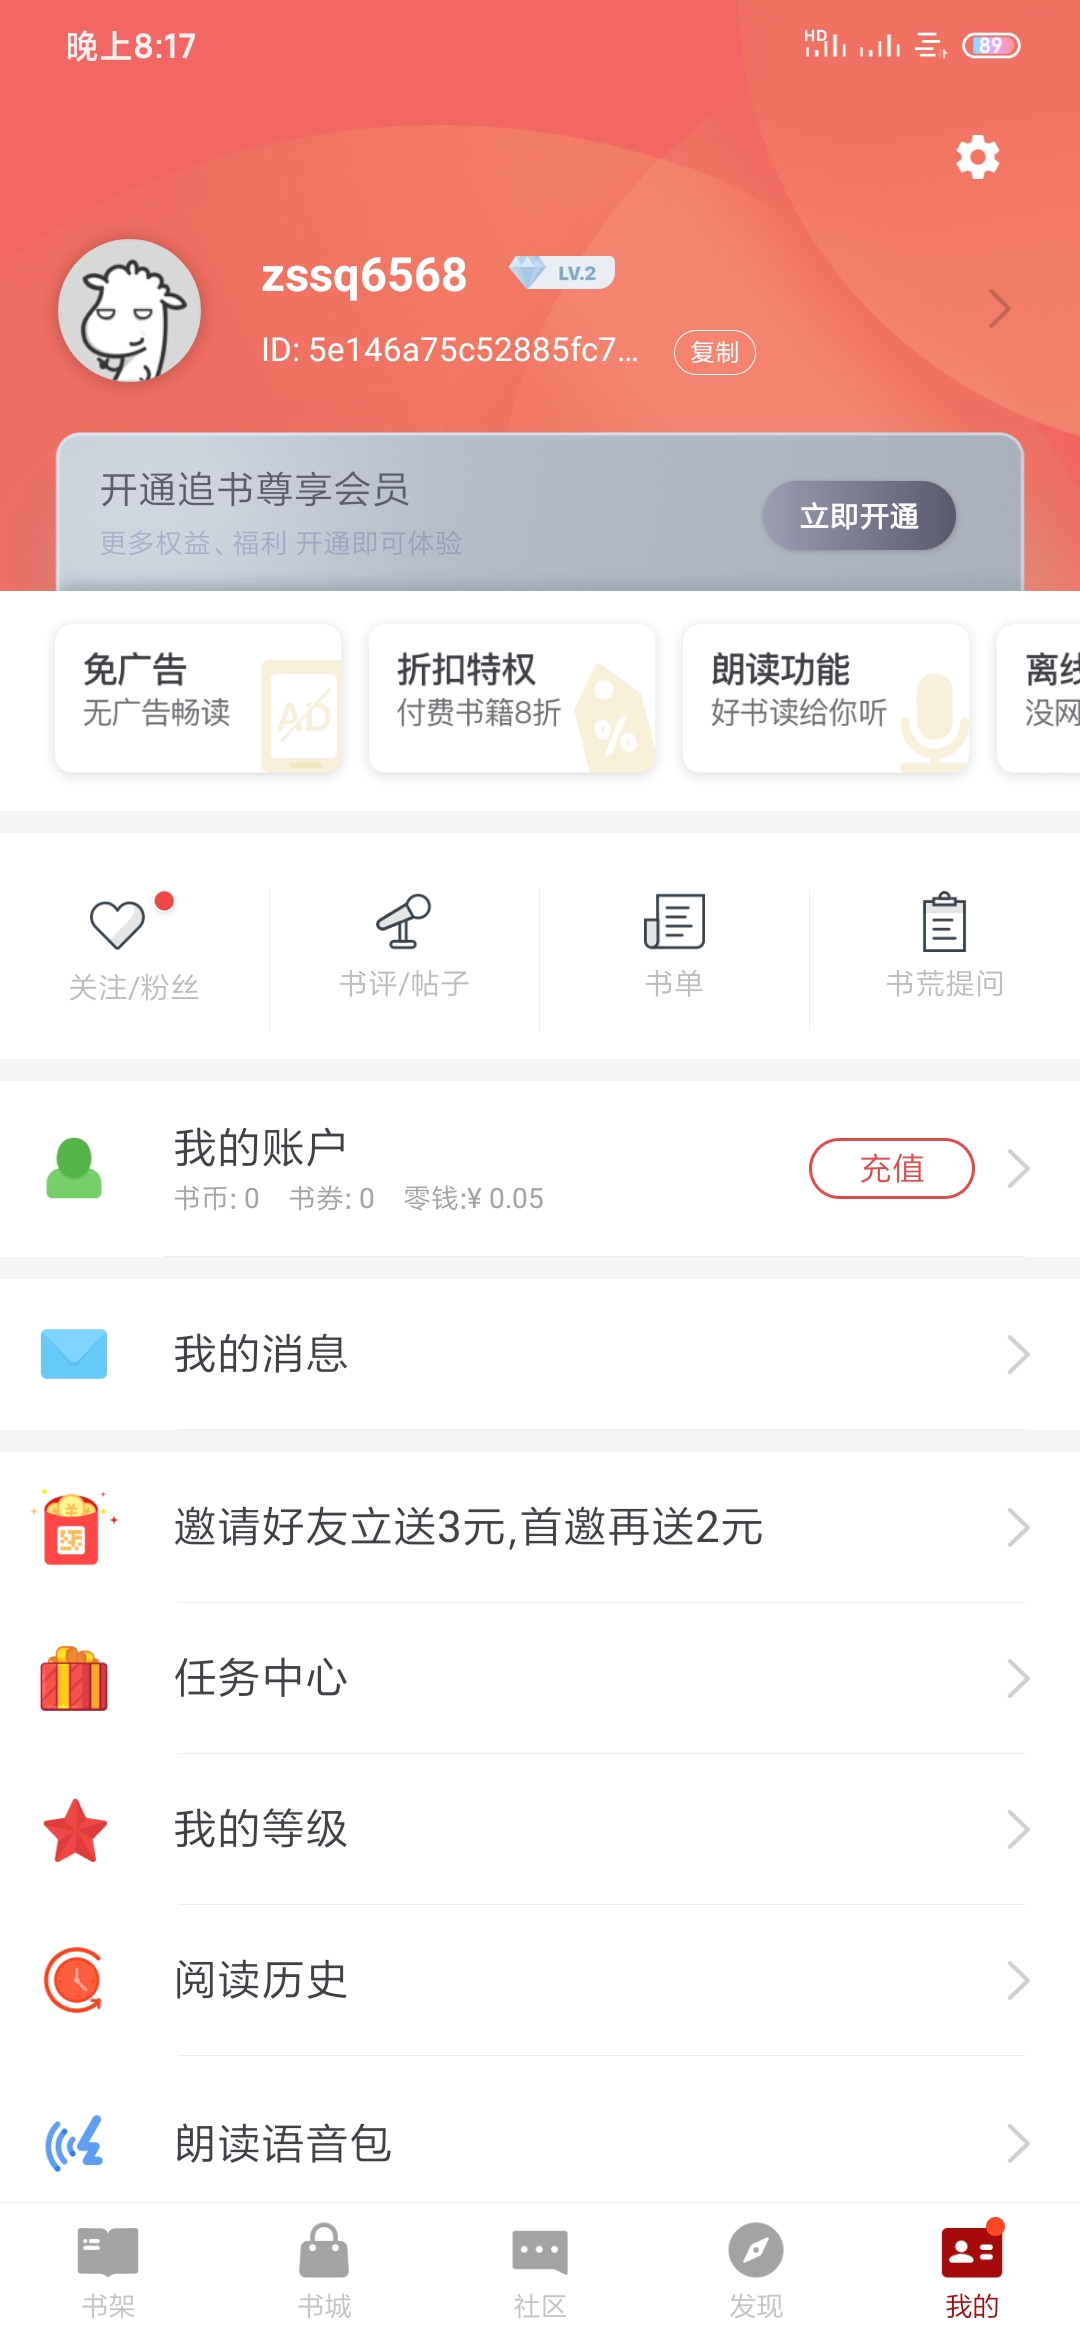 晚上8:17
HD
89
zssq6568
LV.2
ID: 5e146a75c52885fc7...
复制
开通追书尊享会员
更多权益、福利 开通即可体验
立即开通
免广告
无广告畅读
AD
折扣特权
付费书籍8折
%
朗读功能
好书读给你听
离线
没网
关注/粉丝
书评/帖子
书单
书荒提问
我的账户
书币: 0 书券: 0 零钱:¥ 0.05
充值
我的消息
邀请好友立送3元,首邀再送2元
任务中心
我的等级
阅读历史
朗读语音包
书架
书城
社区
发现
我的